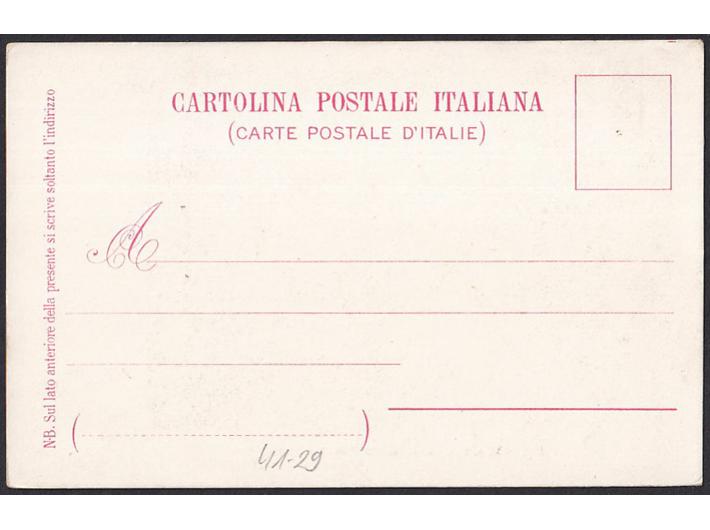 CARTOLINA POSTALE ITALIANA
(CARTE POSTALE D'ITALIE)
A
N.B. Sul lato anteriore della presente si scrive soltanto l'indirizzo
( )
41-29